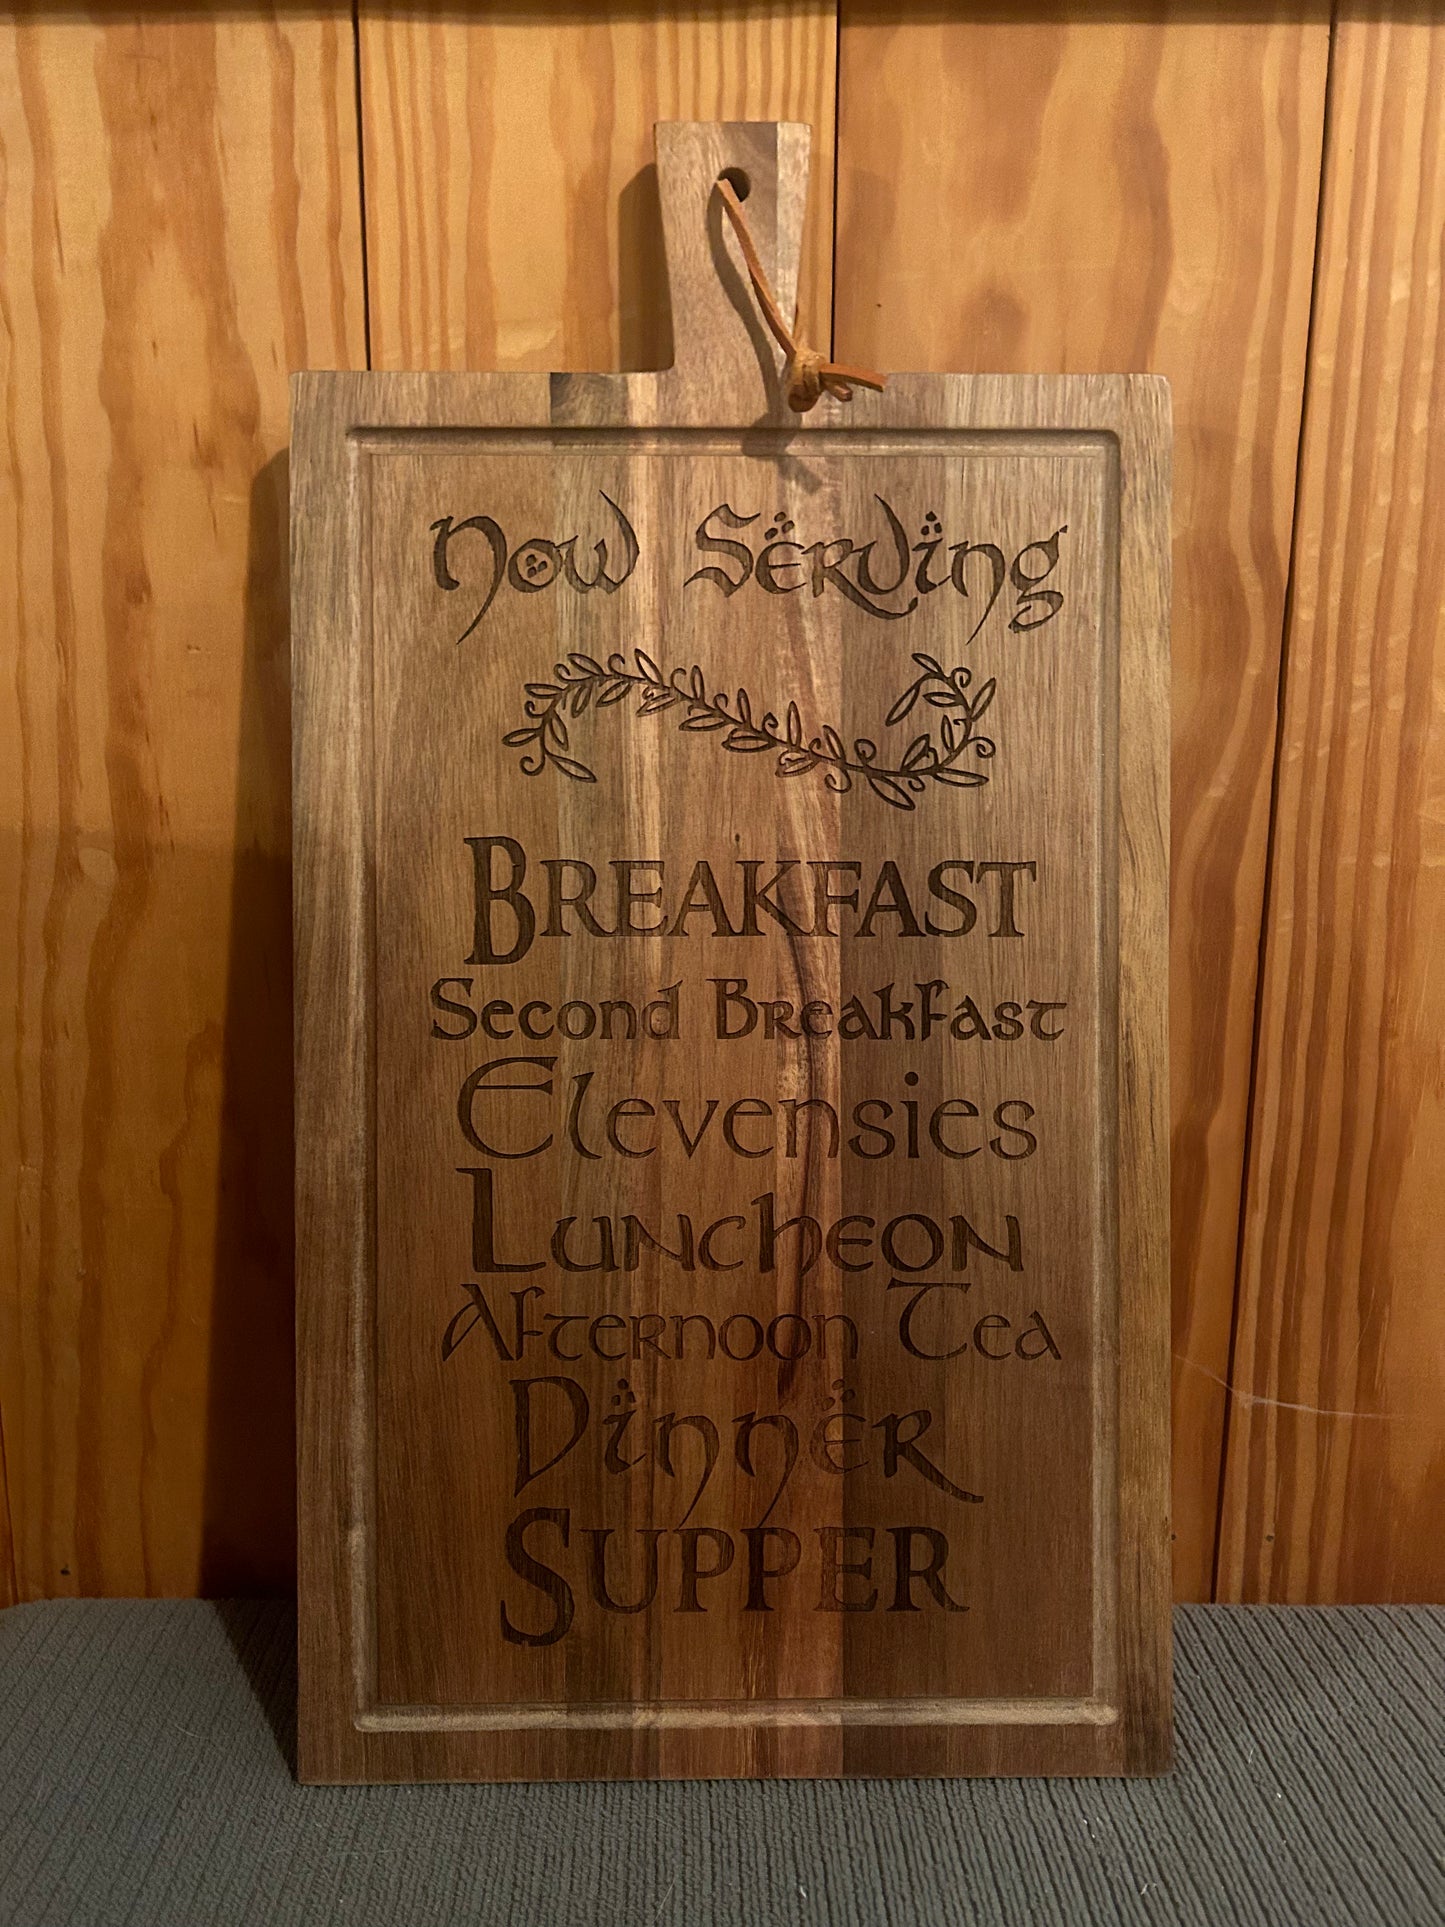 Now Serving
Breakfast
Second Breakfast
Elevensies
Luncheon
Afternoon Tea
Dinner
Supper